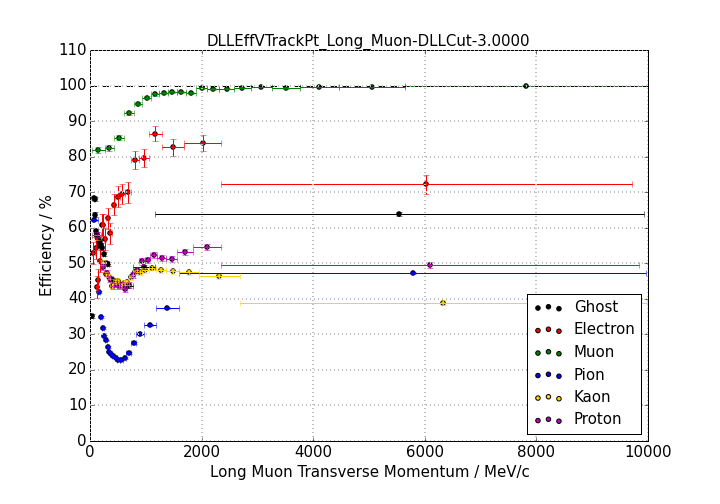 DLLEffVTrackPt_Long_Muon-DLLCut-3.0000
110
100
90
80
70
60
50
40
30
20
10
0
Efficiency / %
0 2000 4000 6000 8000 10000
Long Muon Transverse Momentum / MeV/c
Ghost
Electron
Muon
Pion
Kaon
Proton